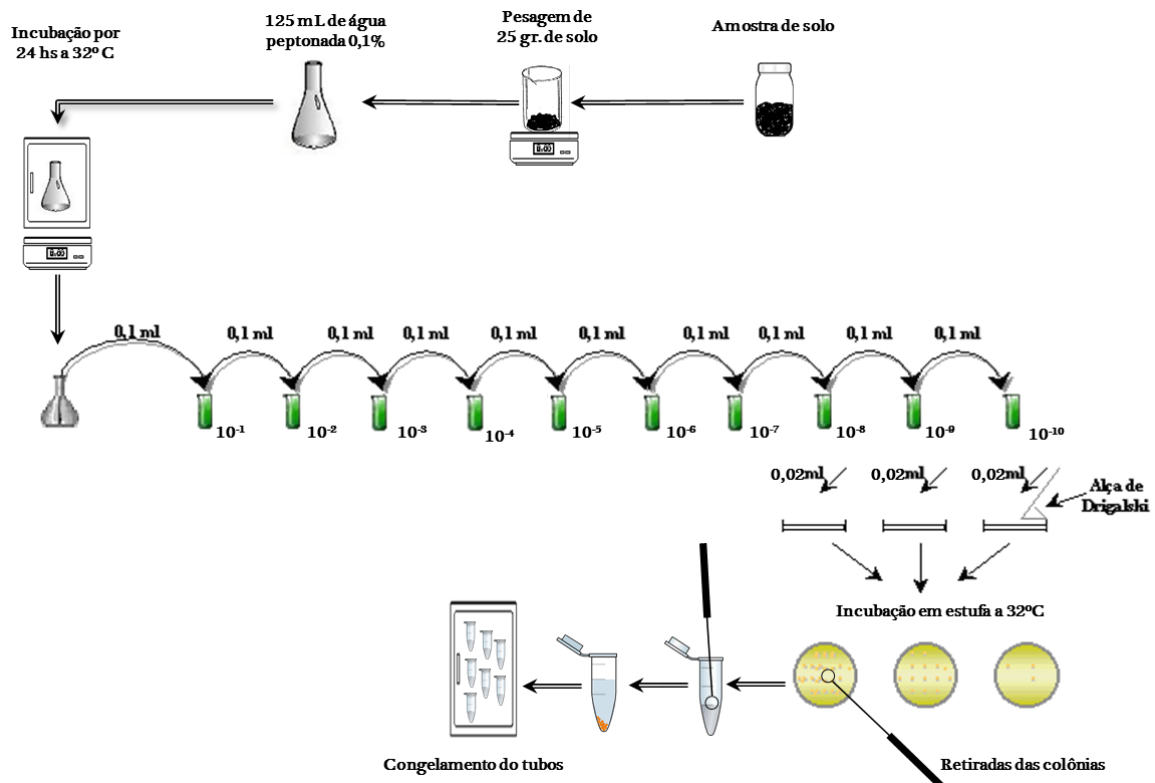 Incubação por
24 hs a 32º C
125 mL de água
peptonada 0,1%
Pesagem de
25 gr. de solo
Amostra de solo
0.00
0.00
0,1 ml
0,1 ml
0,1 ml
0,1 ml
0,1 ml
0,1 ml
0,1 ml
0,1 ml
0,1 ml
0,1 ml
10⁻¹
10⁻²
10⁻³
10⁻⁴
10⁻⁵
10⁻⁶
10⁻⁷
10⁻⁸
10⁻⁹
10⁻¹⁰
0,02ml
0,02ml
0,02ml
Alça de
Drigalski
Incubação em estufa a 32ºC
Congelamento do tubos
Retiradas das colônias